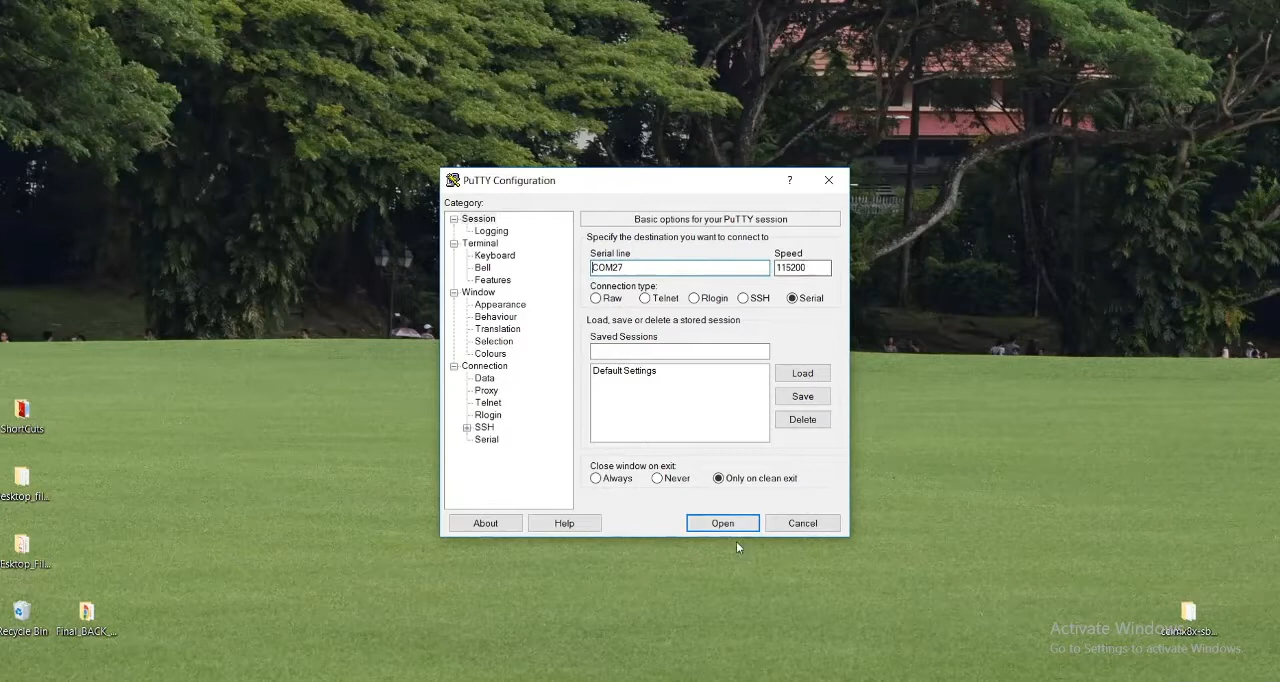 PuTTY Configuration
?
Category:
Session
Logging
Terminal
Keyboard
Bell
Features
Window
Appearance
Behaviour
Translation
Selection
Colours
Connection
Data
Proxy
Telnet
Rlogin
SSH
Serial
Basic options for your PuTTY session
Specify the destination you want to connect to
Serial line Speed
COM27 115200
Connection type:
Raw Telnet Rlogin SSH Serial
Load, save or delete a stored session
Saved Sessions
Default Settings
Load
Save
Delete
Close window on exit:
Always Never Only on clean exit
About Help Open Cancel
ShortCuts
esktop_fil...
Esktop_Fil...
Recycle Bin Final_BACK_...
Activate Windows
Go to Settings to activate Windows.